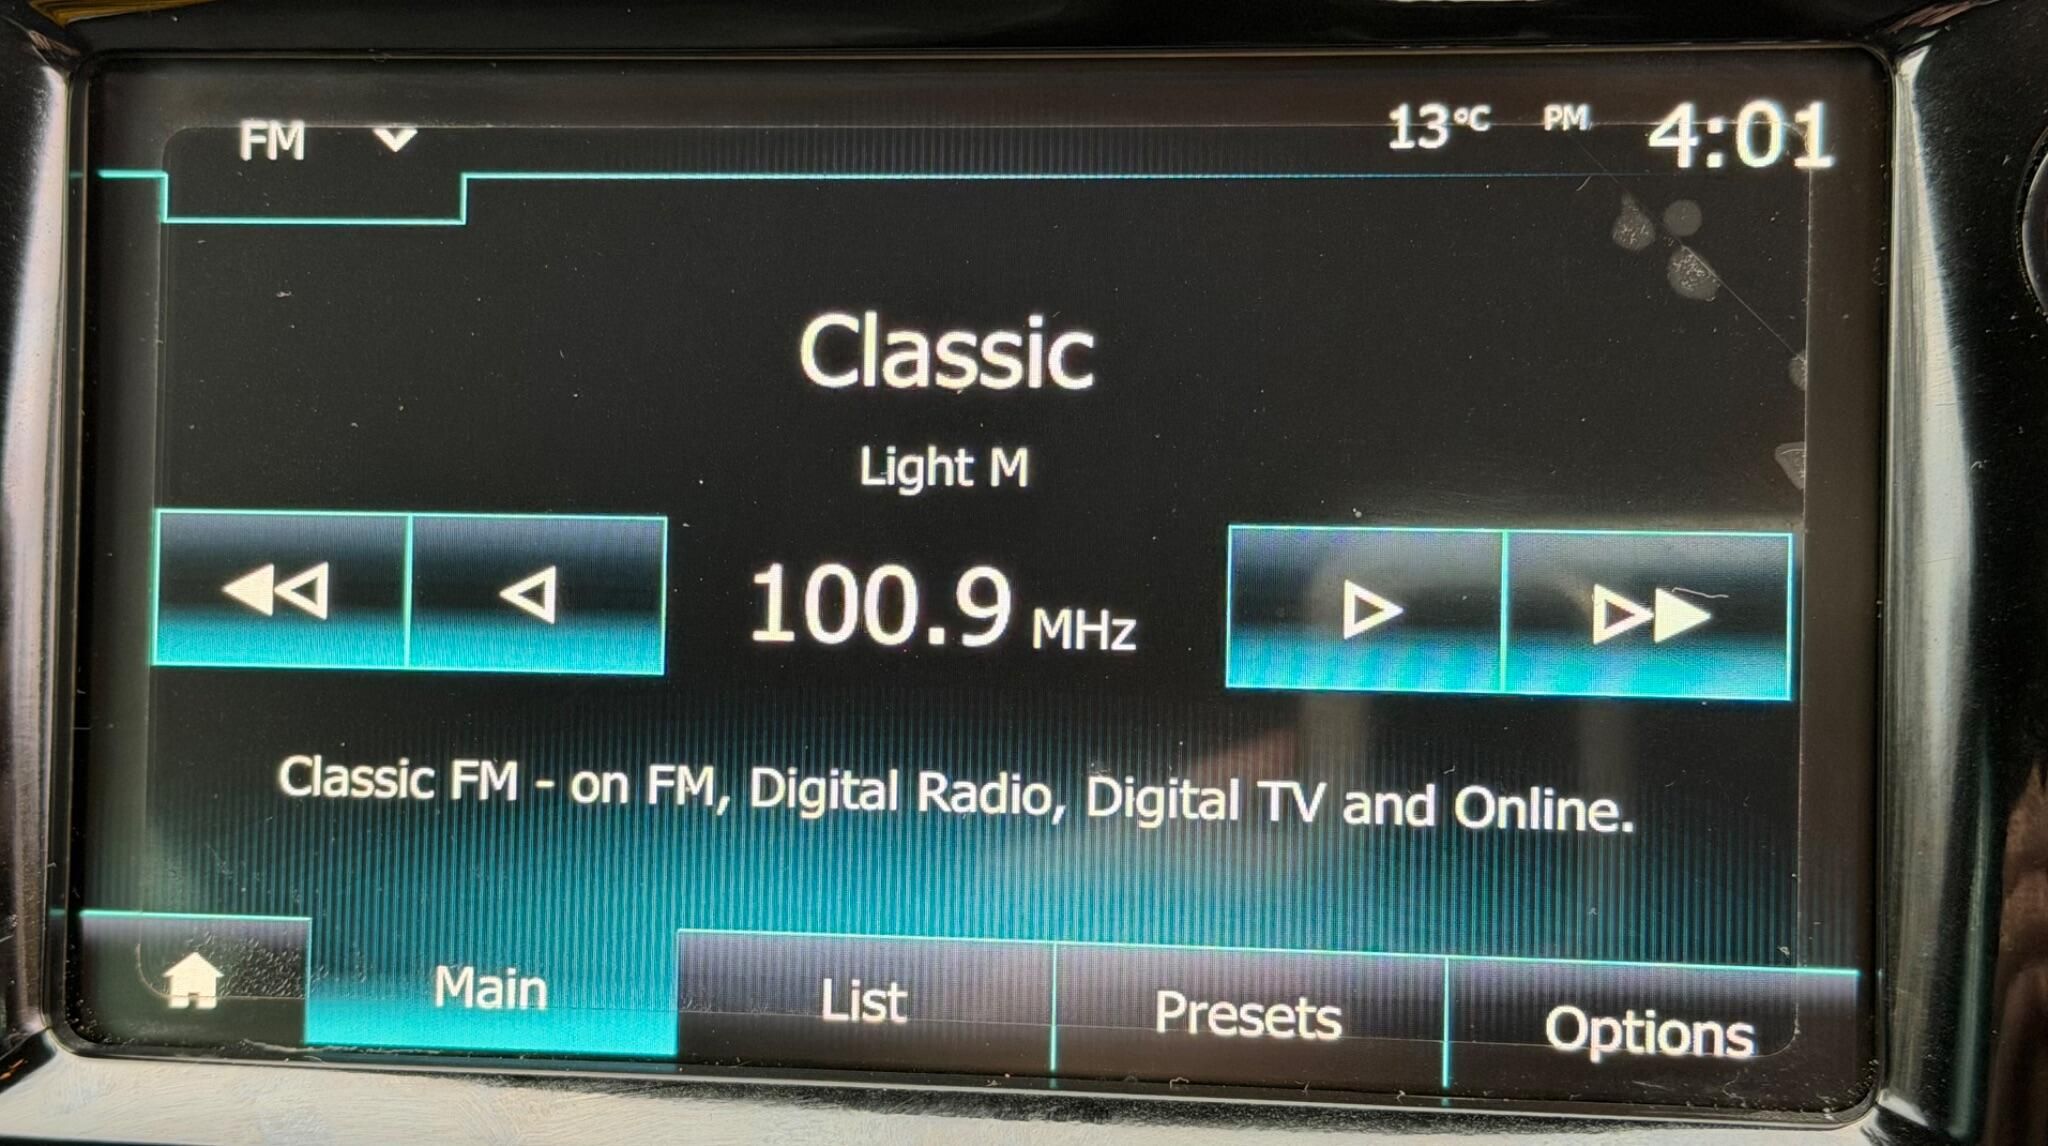 FM
13°C PM 4:01
Classic
Light M
100.9 MHz
Classic FM - on FM, Digital Radio, Digital TV and Online.
Main List Presets Options